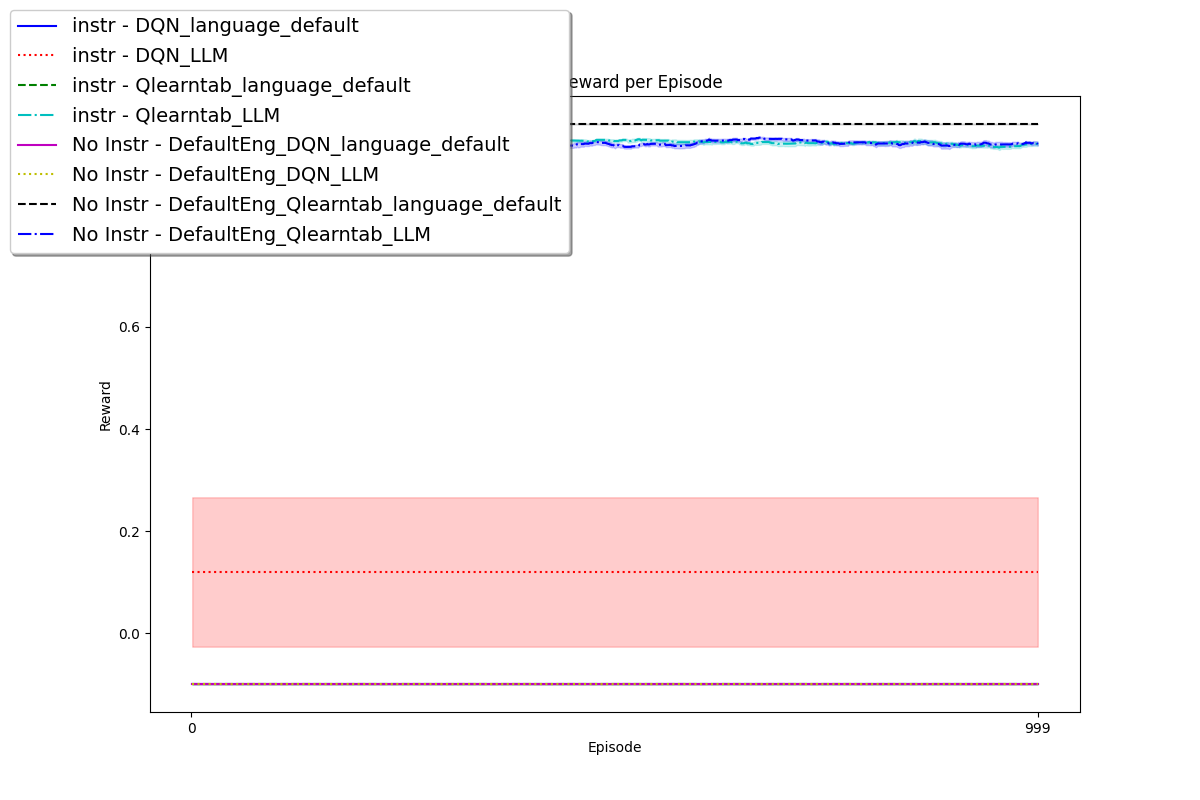 instr - DQN_language_default
instr - DQN_LLM
instr - Qlearntab_language_default
instr - Qlearntab_LLM
No Instr - DefaultEng_DQN_language_default
No Instr - DefaultEng_DQN_LLM
No Instr - DefaultEng_Qlearntab_language_default
No Instr - DefaultEng_Qlearntab_LLM
eward per Episode
0.6
0.4
0.2
0.0
Reward
0
999
Episode